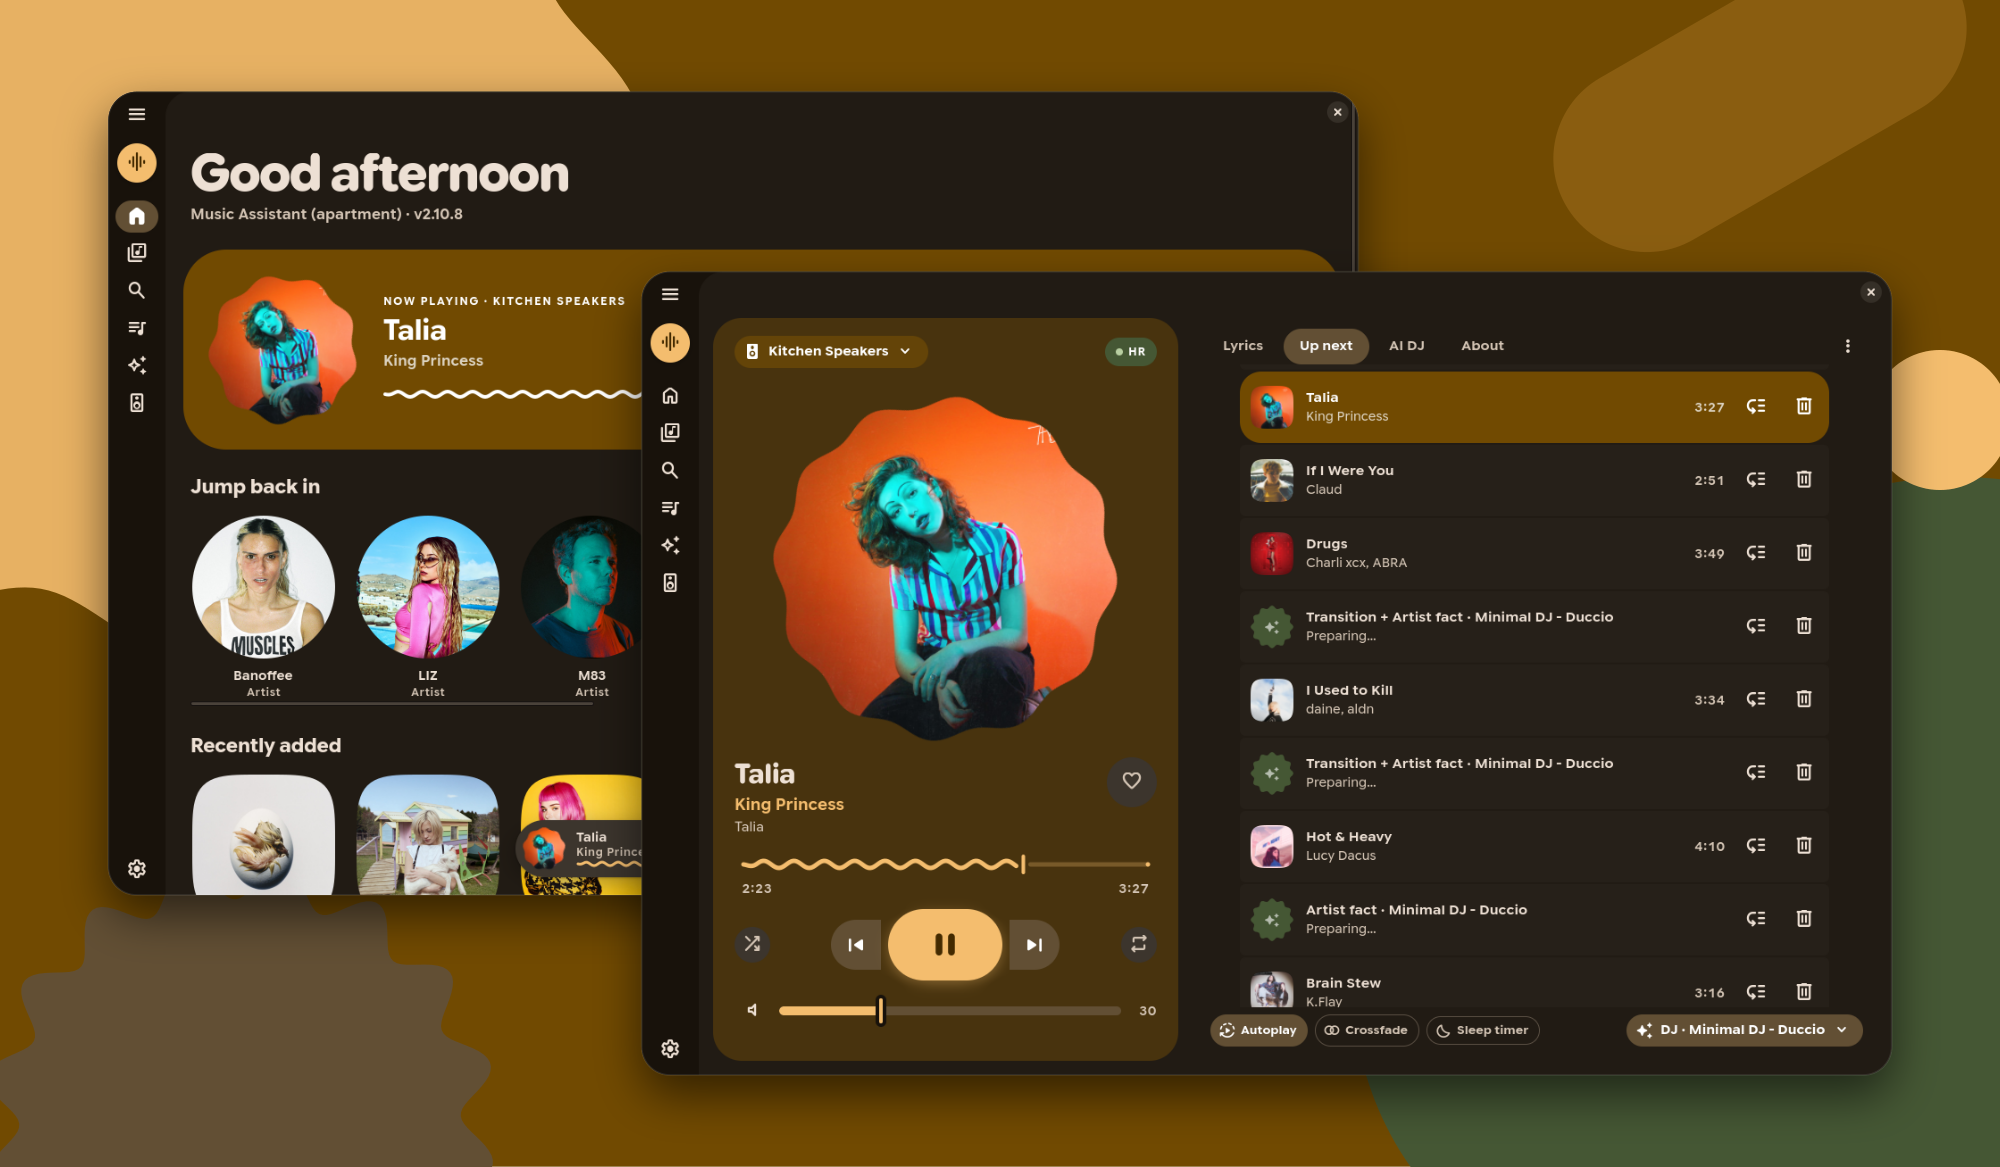 Good afternoon
Music Assistant (apartment) · v2.10.8
NOW PLAYING · KITCHEN SPEAKERS
Talia
King Princess
Jump back in
MUSCLES
Banoffee
Artist
LIZ
Artist
M83
Artist
Recently added
Talia
King Prince
Kitchen Speakers
HR
Talia
King Princess
Talia
2:23
3:27
30
Lyrics
Up next
AI DJ
About
Talia
King Princess
3:27
If I Were You
Claud
2:51
Drugs
Charli xcx, ABRA
3:49
Transition + Artist fact · Minimal DJ - Duccio
Preparing...
I Used to Kill
daine, aldn
3:34
Transition + Artist fact · Minimal DJ - Duccio
Preparing...
Hot & Heavy
Lucy Dacus
4:10
Artist fact · Minimal DJ - Duccio
Preparing...
Brain Stew
K.Flay
3:16
Autoplay
Crossfade
Sleep timer
DJ · Minimal DJ - Duccio